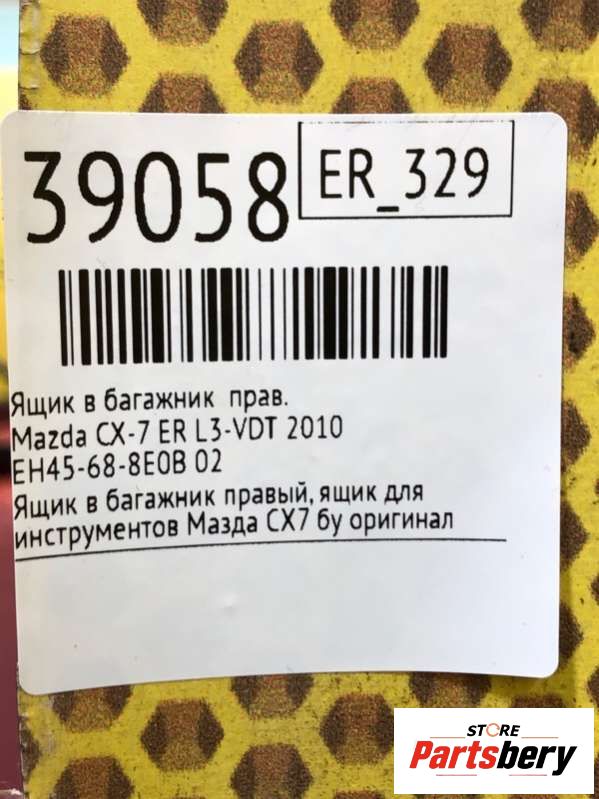 39058
ER_329
Ящик в багажник прав.
Mazda CX-7 ER L3-VDT 2010
EH45-68-8E0B 02
Ящик в багажник правый, ящик для
инструментов Мазда СХ7 бу оригинал
STORE
Partsbery